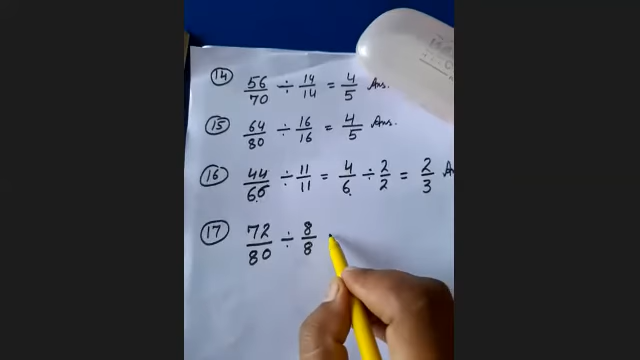 (14) 56/70 ÷ 14/14 = 4/5 Ans.
(15) 64/80 ÷ 16/16 = 4/5 Ans.
(16) 44/66 ÷ 11/11 = 4/6 ÷ 2/2 = 2/3
(17) 72/80 ÷ 8/8